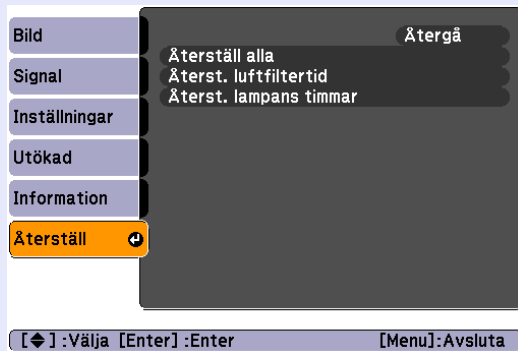 Bild
Signal
Inställningar
Utökad
Information
Återställ
Återgå
Återställ alla
Återst. luftfiltertid
Återst. lampans timmar
[◆] :Välja [Enter] :Enter [Menu]:Avsluta